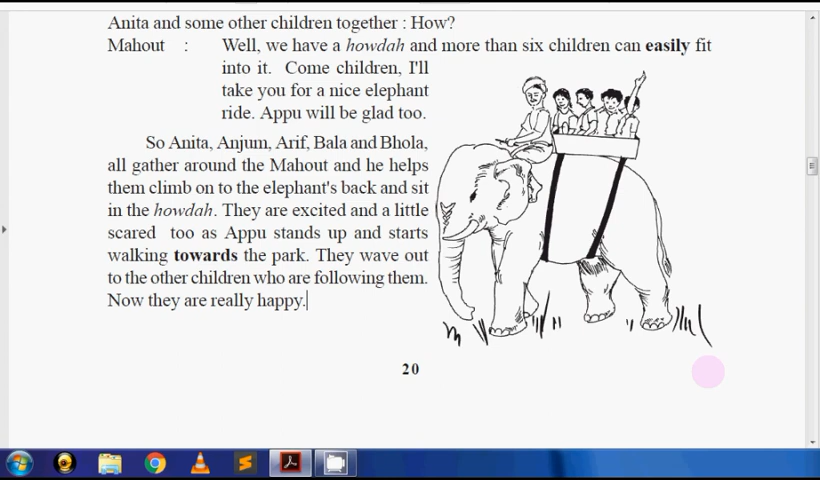 Anita and some other children together : How?
Mahout : Well, we have a howdah and more than six children can easily fit
into it. Come children, I'll
take you for a nice elephant
ride. Appu will be glad too.
So Anita, Anjum, Arif, Bala and Bhola,
all gather around the Mahout and he helps
them climb on to the elephant's back and sit
in the howdah. They are excited and a little
scared too as Appu stands up and starts
walking towards the park. They wave out
to the other children who are following them.
Now they are really happy.
20